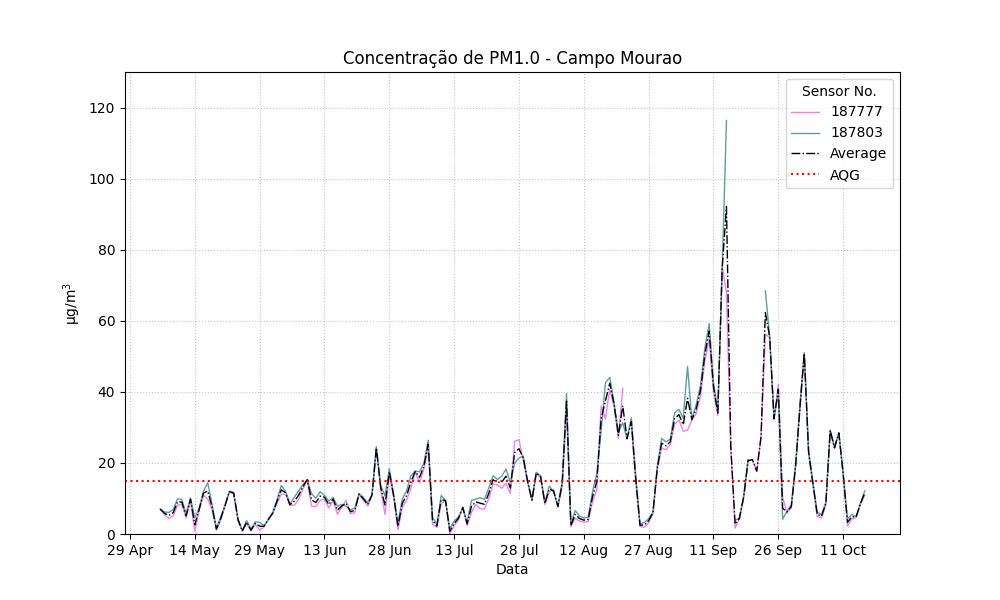 Concentração de PM1.0 - Campo Mourao
Sensor No.
187777
187803
Average
AQG
120
100
80
60
40
20
0
µg/m³
29 Apr 14 May 29 May 13 Jun 28 Jun 13 Jul 28 Jul 12 Aug 27 Aug 11 Sep 26 Sep 11 Oct
Data